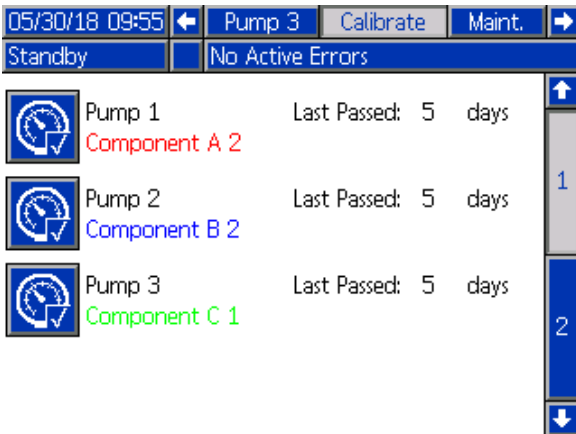 05/30/18 09:55 Pump 3 Calibrate Maint.
Standby No Active Errors
Pump 1 Last Passed: 5 days
Component A 2
1
Pump 2 Last Passed: 5 days
Component B 2
Pump 3 Last Passed: 5 days
Component C 1
2